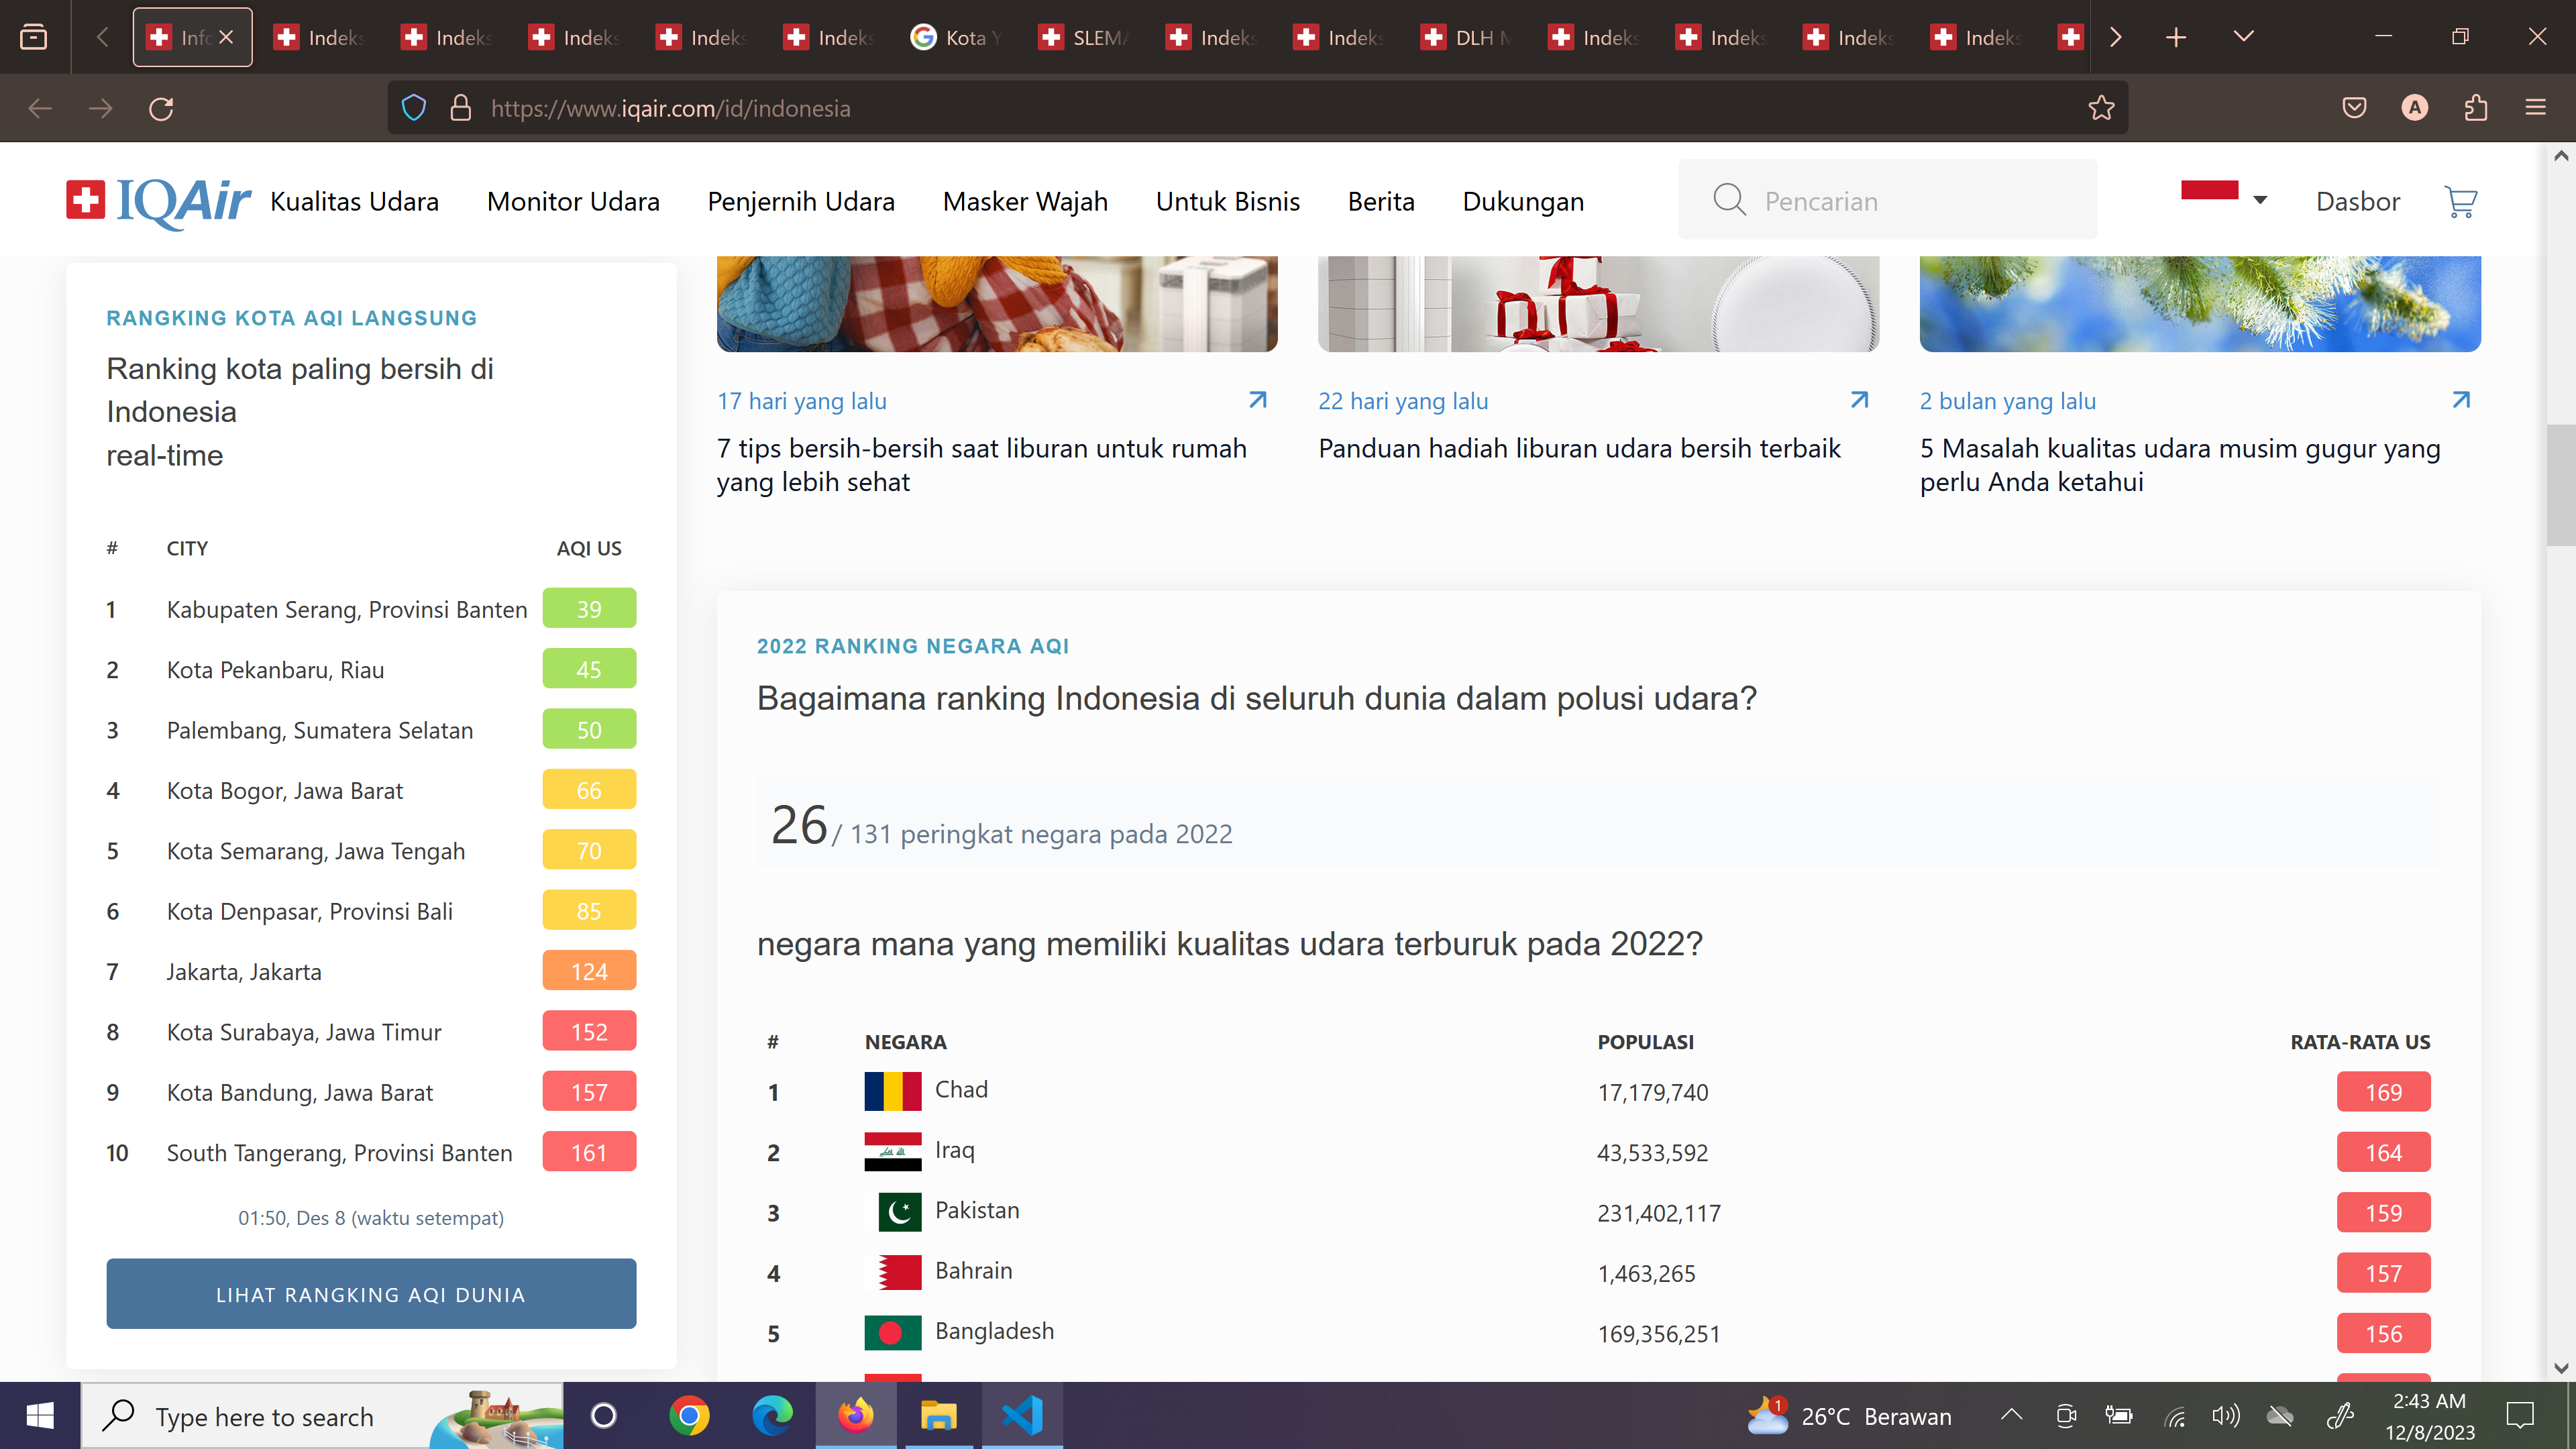 Info
Indeks
Indeks
Indeks
Indeks
Indeks
Kota Y
SLEMA
Indeks
Indeks
DLH M
Indeks
Indeks
Indeks
Indeks
https://www.iqair.com/id/indonesia
A
IQAir
Kualitas Udara
Monitor Udara
Penjernih Udara
Masker Wajah
Untuk Bisnis
Berita
Dukungan
Pencarian
Dasbor
RANGKING KOTA AQI LANGSUNG
Ranking kota paling bersih di
Indonesia
real-time
# CITY AQI US
1 Kabupaten Serang, Provinsi Banten 39
2 Kota Pekanbaru, Riau 45
3 Palembang, Sumatera Selatan 50
4 Kota Bogor, Jawa Barat 66
5 Kota Semarang, Jawa Tengah 70
6 Kota Denpasar, Provinsi Bali 85
7 Jakarta, Jakarta 124
8 Kota Surabaya, Jawa Timur 152
9 Kota Bandung, Jawa Barat 157
10 South Tangerang, Provinsi Banten 161
01:50, Des 8 (waktu setempat)
LIHAT RANGKING AQI DUNIA
17 hari yang lalu
7 tips bersih-bersih saat liburan untuk rumah
yang lebih sehat
22 hari yang lalu
Panduan hadiah liburan udara bersih terbaik
2 bulan yang lalu
5 Masalah kualitas udara musim gugur yang
perlu Anda ketahui
2022 RANKING NEGARA AQI
Bagaimana ranking Indonesia di seluruh dunia dalam polusi udara?
26 / 131 peringkat negara pada 2022
negara mana yang memiliki kualitas udara terburuk pada 2022?
# NEGARA POPULASI RATA-RATA US
1 Chad 17,179,740 169
2 Iraq 43,533,592 164
3 Pakistan 231,402,117 159
4 Bahrain 1,463,265 157
5 Bangladesh 169,356,251 156
Type here to search
1
26°C Berawan
2:43 AM
12/8/2023